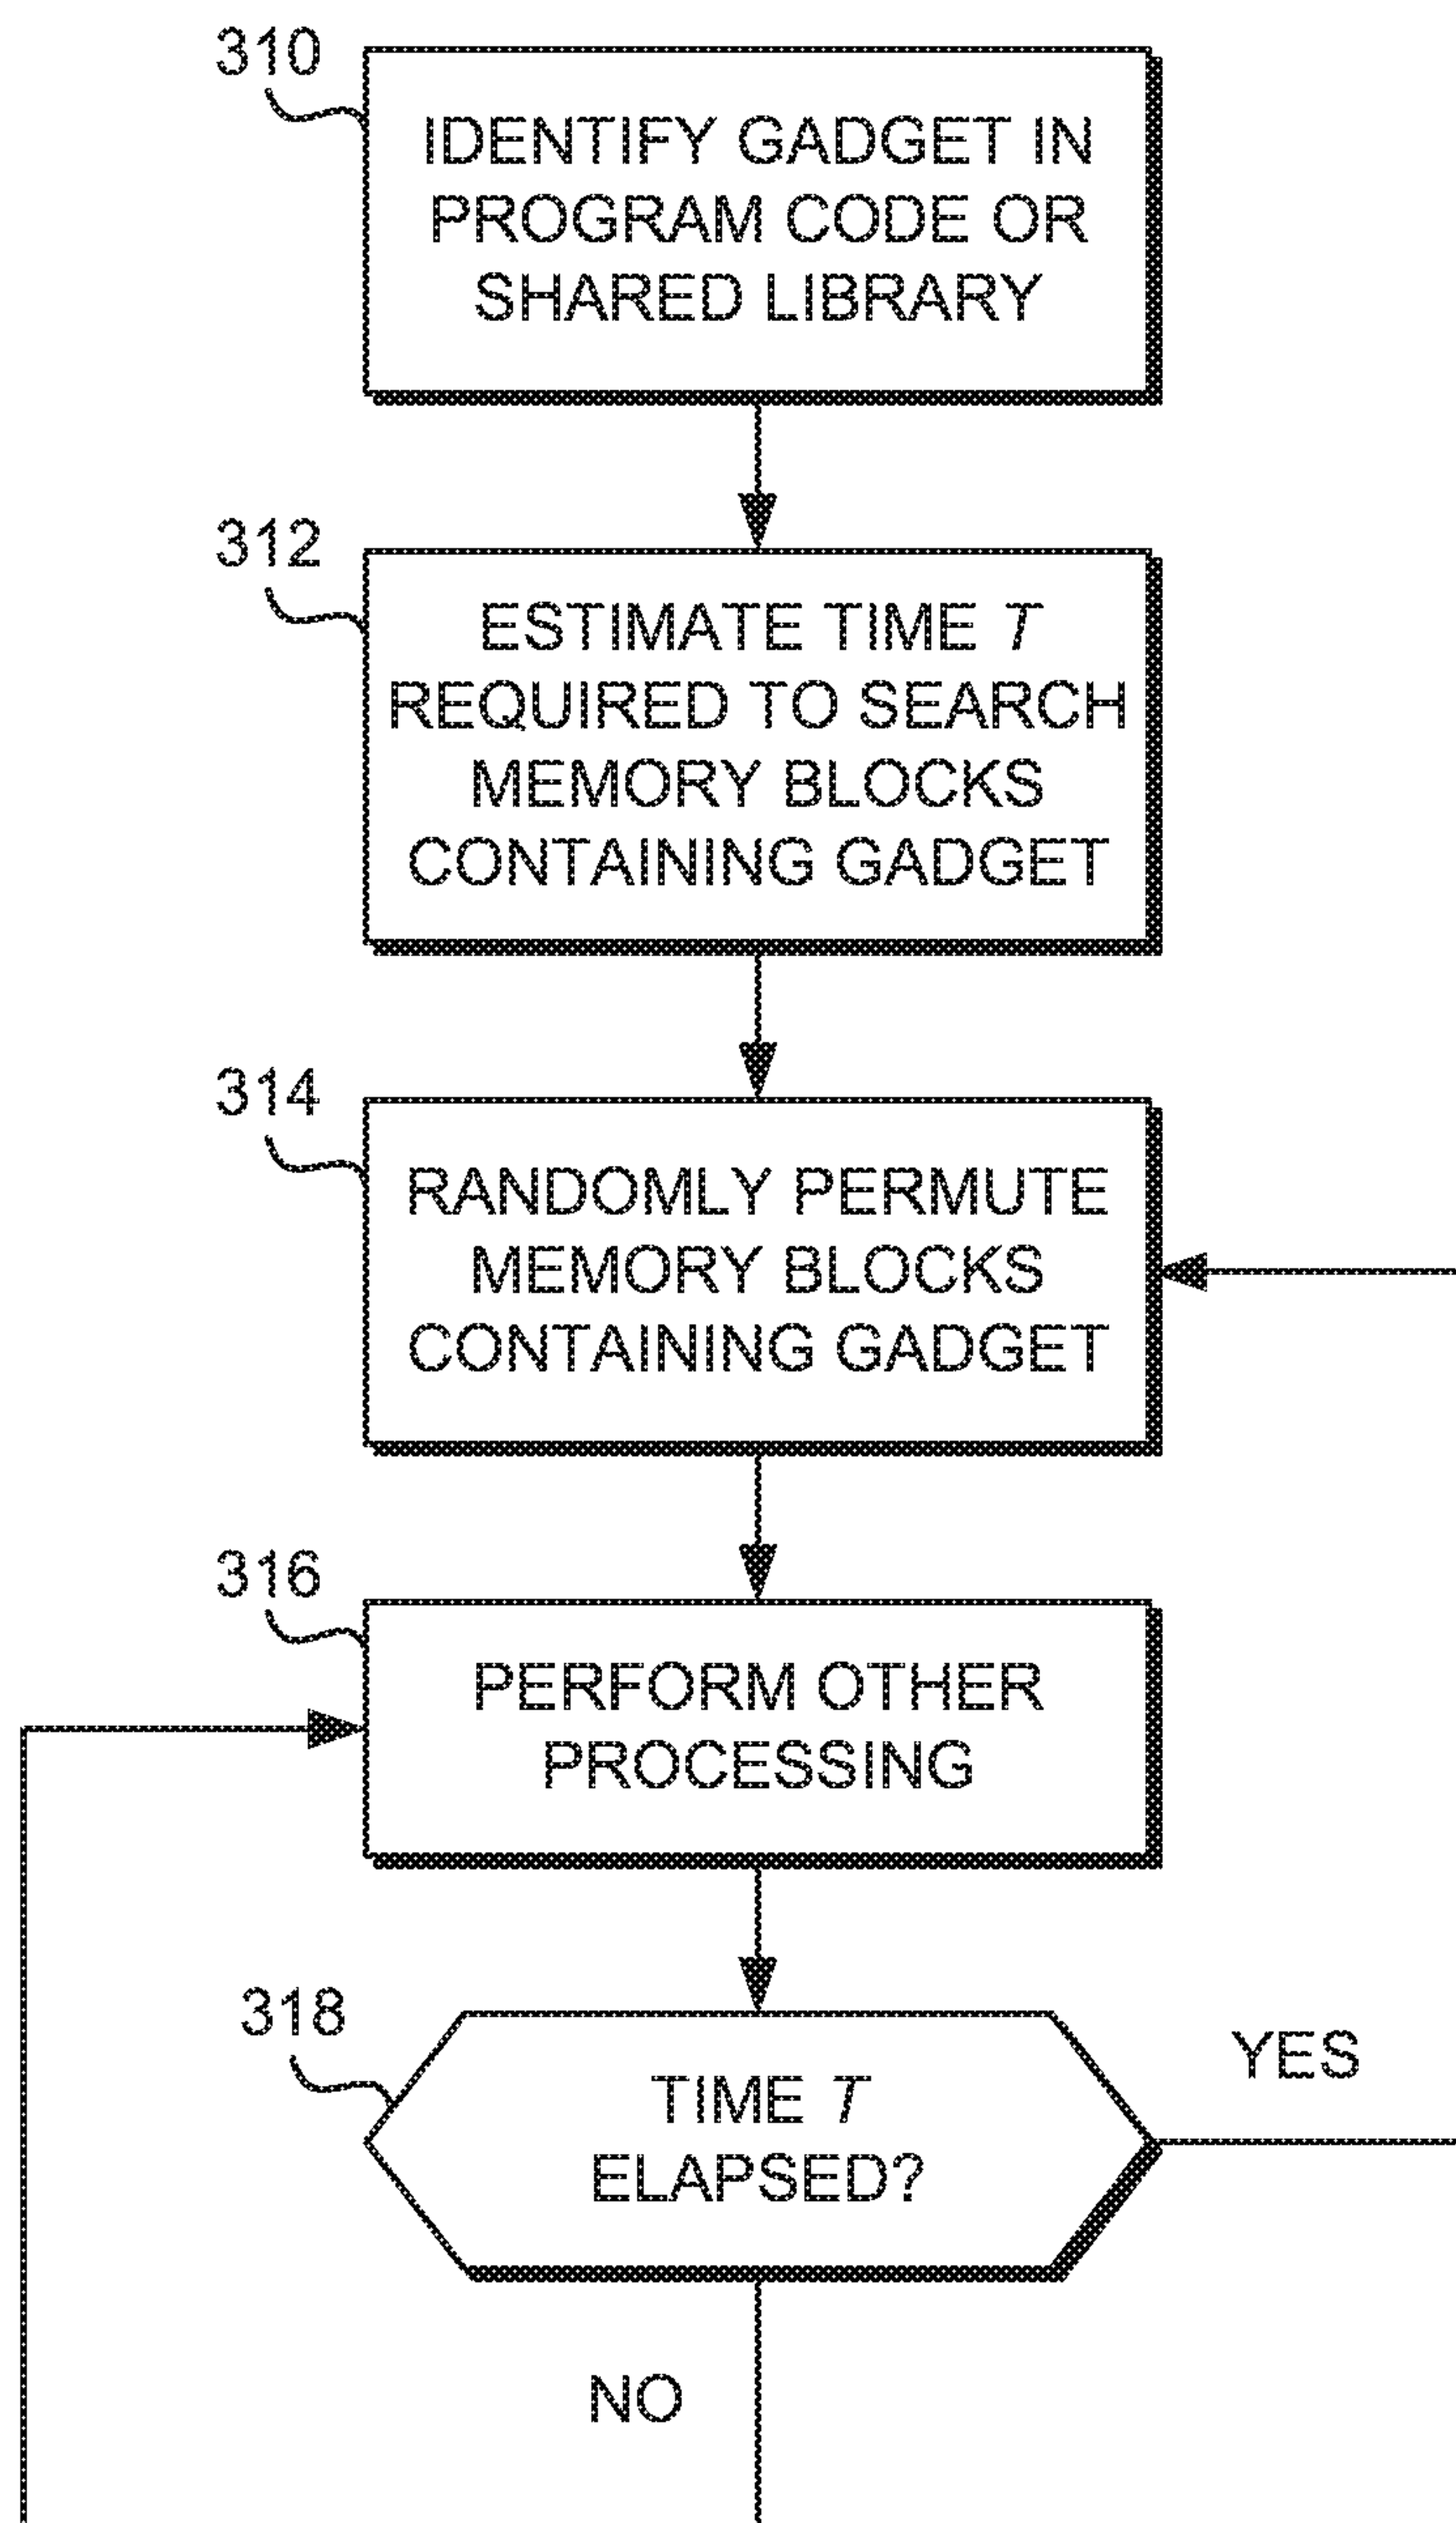 310
IDENTIFY GADGET IN
PROGRAM CODE OR
SHARED LIBRARY
312
ESTIMATE TIME T
REQUIRED TO SEARCH
MEMORY BLOCKS
CONTAINING GADGET
314
RANDOMLY PERMUTE
MEMORY BLOCKS
CONTAINING GADGET
316
PERFORM OTHER
PROCESSING
318
TIME T
ELAPSED?
YES
NO